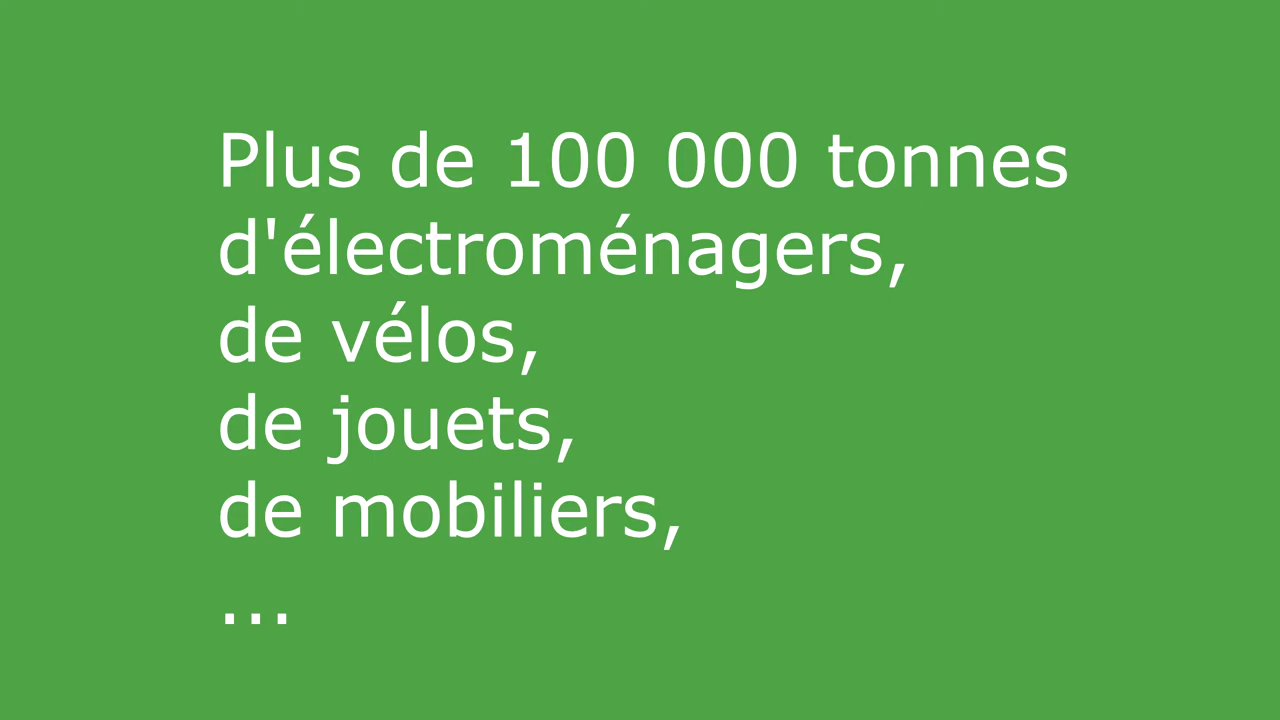 Plus de 100 000 tonnes
d'électroménagers,
de vélos,
de jouets,
de mobiliers,
...